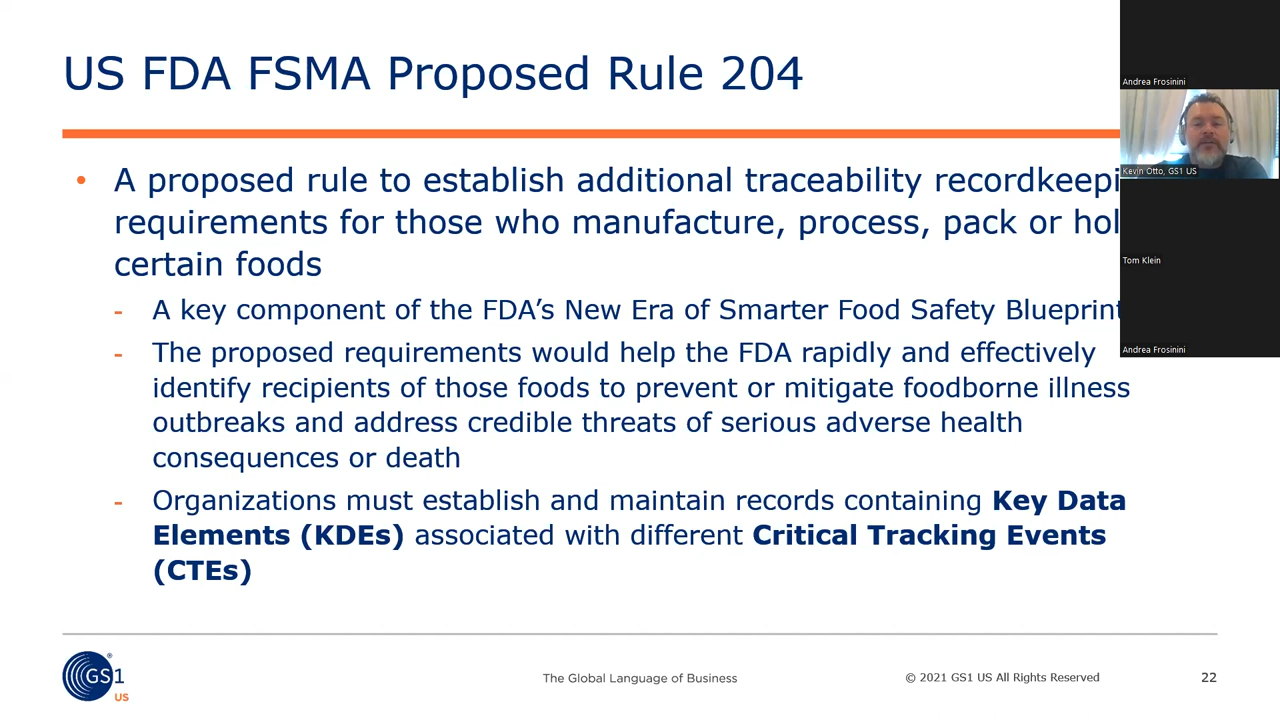 US FDA FSMA Proposed Rule 204
• A proposed rule to establish additional traceability recordkeepi
requirements for those who manufacture, process, pack or hol
certain foods
- A key component of the FDA’s New Era of Smarter Food Safety Blueprint
- The proposed requirements would help the FDA rapidly and effectively
identify recipients of those foods to prevent or mitigate foodborne illness
outbreaks and address credible threats of serious adverse health
consequences or death
- Organizations must establish and maintain records containing Key Data
Elements (KDEs) associated with different Critical Tracking Events
(CTEs)
Andrea Frosinini
Kevin Otto, GS1 US
Tom Klein
Andrea Frosinini
GS1 ®
US
The Global Language of Business
© 2021 GS1 US All Rights Reserved
22